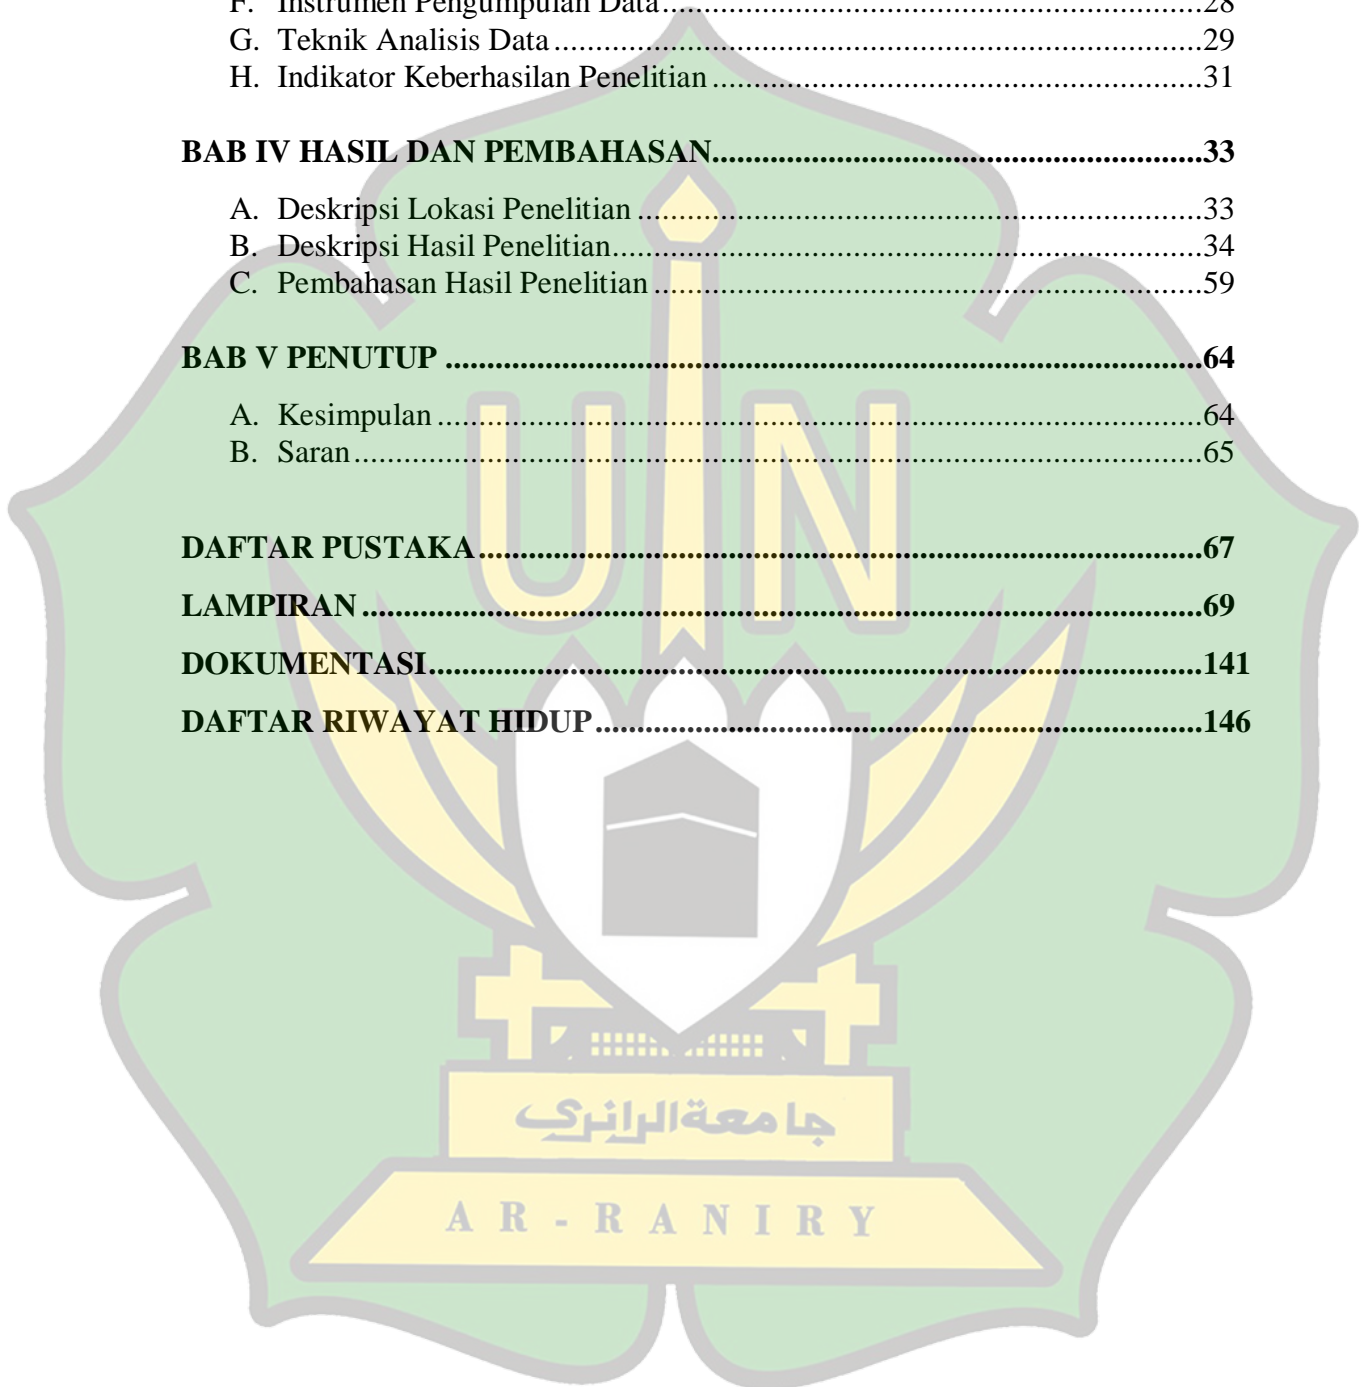 F. Instrumen Pengumpulan Data..................................................................28
G. Teknik Analisis Data..............................................................................29
H. Indikator Keberhasilan Penelitian...........................................................31
BAB IV HASIL DAN PEMBAHASAN...........................................................33
A. Deskripsi Lokasi Penelitian....................................................................33
B. Deskripsi Hasil Penelitian.......................................................................34
C. Pembahasan Hasil Penelitian..................................................................59
BAB V PENUTUP...........................................................................................64
A. Kesimpulan............................................................................................64
B. Saran......................................................................................................65
DAFTAR PUSTAKA.......................................................................................67
LAMPIRAN.....................................................................................................69
DOKUMENTASI.............................................................................................141
DAFTAR RIWAYAT HIDUP.........................................................................146
UIN
جامعةالرانري
AR-RANIRY